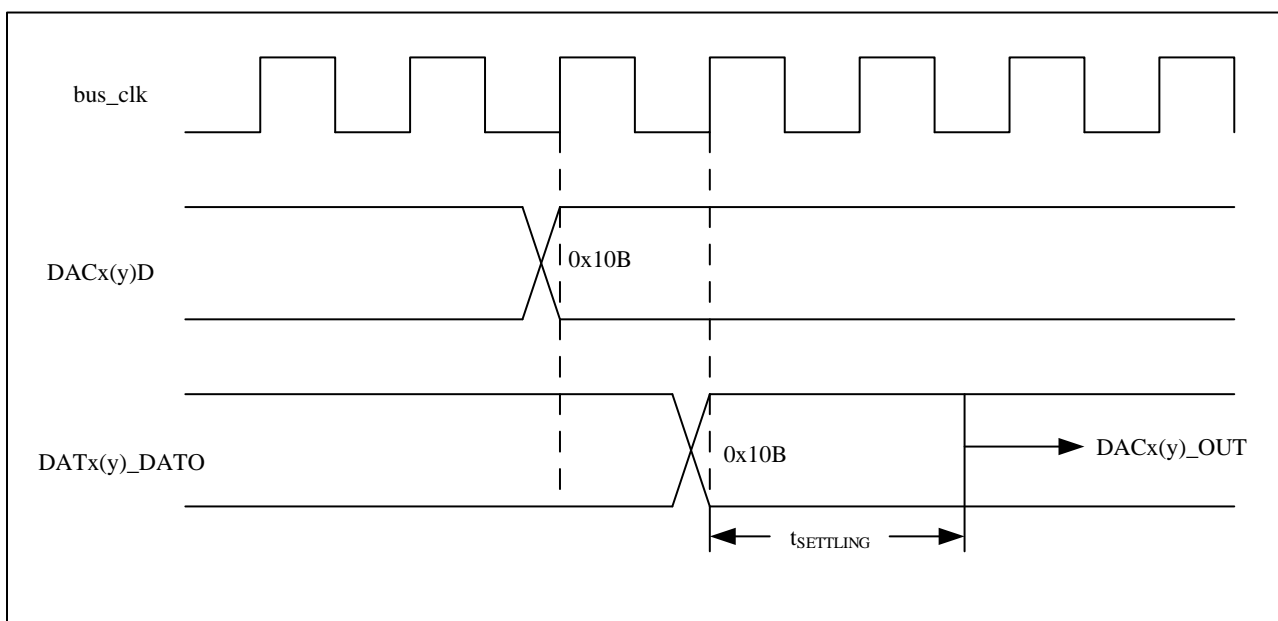 bus_clk
DACx(y)D
0x10B
DATx(y)_DATO
0x10B
DACx(y)_OUT
tSETTLING